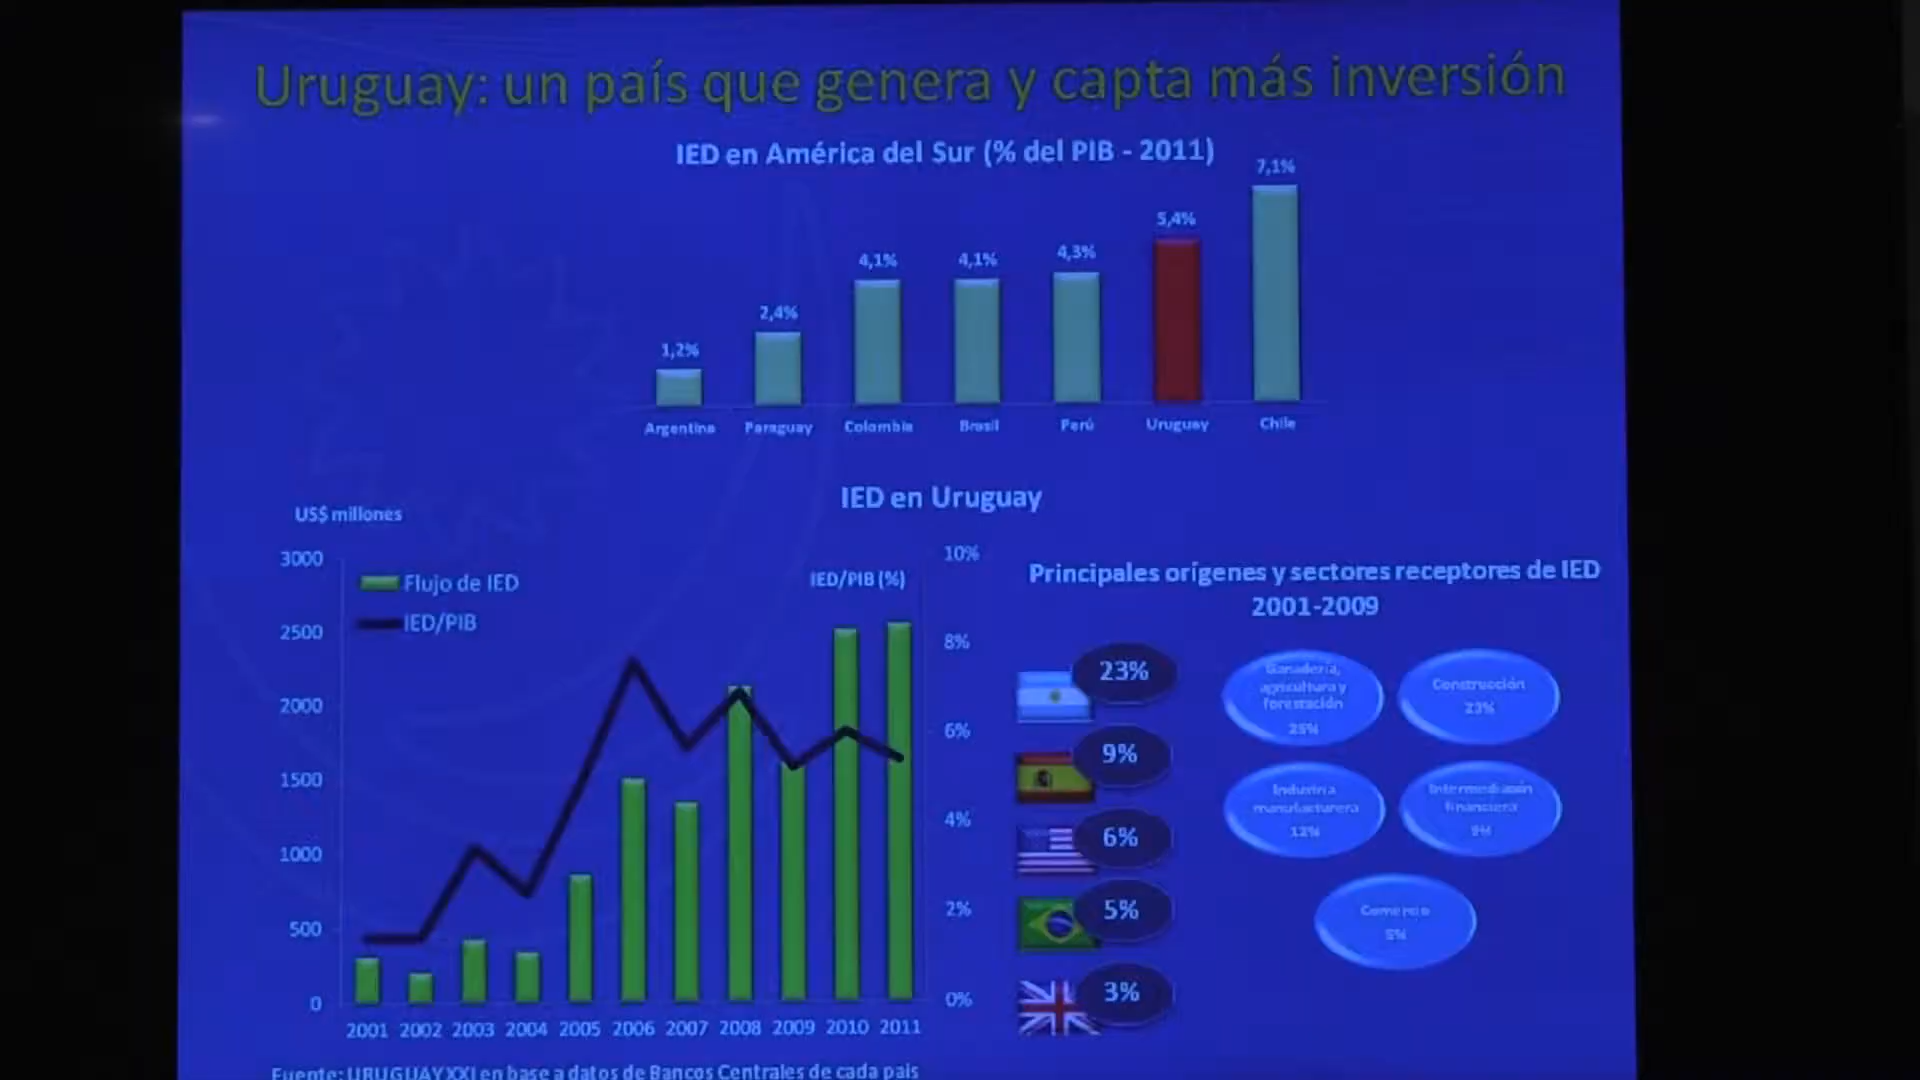 Uruguay: un país que genera y capta más inversión
IED en América del Sur (% del PIB - 2011)
1,2%
2,4%
4,1%
4,1%
4,3%
5,4%
7,1%
Argentina
Paraguay
Colombia
Brasil
Perú
Uruguay
Chile
IED en Uruguay
US$ millones
3000
2500
2000
1500
1000
500
0
Flujo de IED
IED/PIB
IED/PIB (%)
10%
8%
6%
4%
2%
0%
2001 2002 2003 2004 2005 2006 2007 2008 2009 2010 2011
Principales orígenes y sectores receptores de IED
2001-2009
23%
9%
6%
5%
3%
Ganadería,
agricultura y
forestación
25%
Construcción
23%
Industria
manufacturera
Intermediación
financiera
Comercio
5%
Fuente: URUGUAY XXI en base a datos de Bancos Centrales de cada país